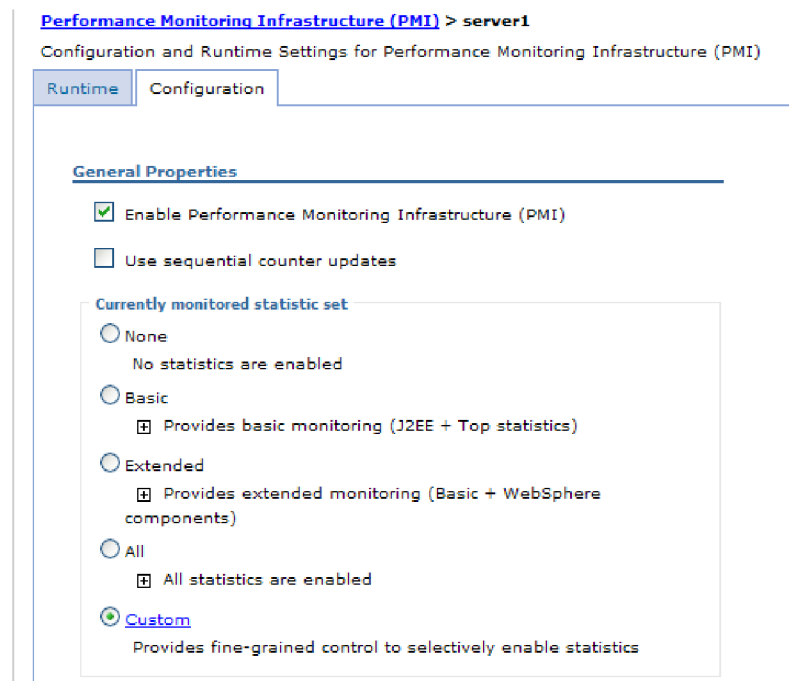 Performance Monitoring Infrastructure (PMI) > server1
Configuration and Runtime Settings for Performance Monitoring Infrastructure (PMI)
Runtime
Configuration
General Properties
Enable Performance Monitoring Infrastructure (PMI)
Use sequential counter updates
Currently monitored statistic set
None
No statistics are enabled
Basic
Provides basic monitoring (J2EE + Top statistics)
Extended
Provides extended monitoring (Basic + WebSphere
components)
All
All statistics are enabled
Custom
Provides fine-grained control to selectively enable statistics